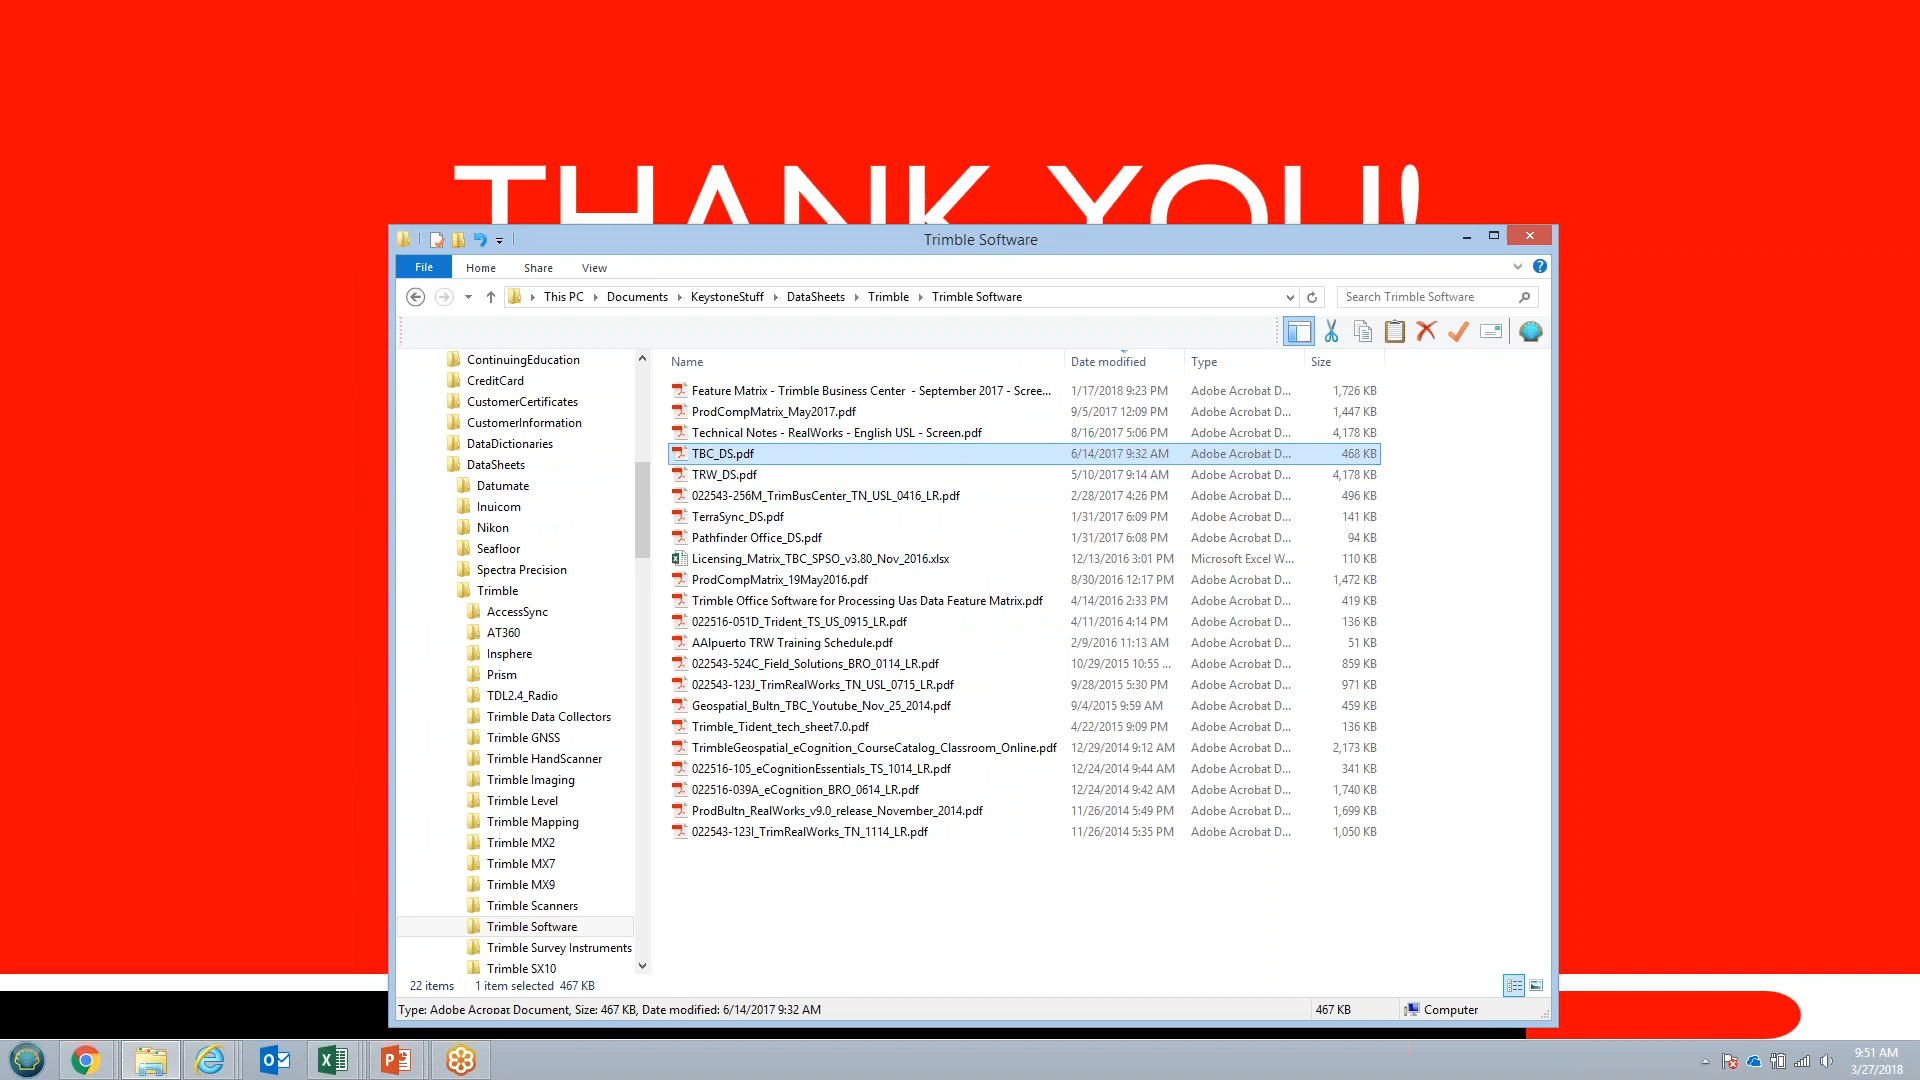 THANK YOU!
Trimble Software
File Home Share View
This PC Documents KeystoneStuff DataSheets Trimble Trimble Software
Search Trimble Software
ContinuingEducation
CreditCard
CustomerCertificates
CustomerInformation
DataDictionaries
DataSheets
Datumate
Inuicom
Nikon
Seafloor
Spectra Precision
Trimble
AccessSync
AT360
Insphere
Prism
TDL2.4_Radio
Trimble Data Collectors
Trimble GNSS
Trimble HandScanner
Trimble Imaging
Trimble Level
Trimble Mapping
Trimble MX2
Trimble MX7
Trimble MX9
Trimble Scanners
Trimble Software
Trimble Survey Instruments
Trimble SX10
Name Date modified Type Size
Feature Matrix - Trimble Business Center - September 2017 - Scree... 1/17/2018 9:23 PM Adobe Acrobat D... 1,726 KB
ProdCompMatrix_May2017.pdf 9/5/2017 12:09 PM Adobe Acrobat D... 1,447 KB
Technical Notes - RealWorks - English USL - Screen.pdf 8/16/2017 5:06 PM Adobe Acrobat D... 4,178 KB
TBC_DS.pdf 6/14/2017 9:32 AM Adobe Acrobat D... 468 KB
TRW_DS.pdf 5/10/2017 9:14 AM Adobe Acrobat D... 4,178 KB
022543-256M_TrimBusCenter_TN_USL_0416_LR.pdf 2/28/2017 4:26 PM Adobe Acrobat D... 496 KB
TerraSync_DS.pdf 1/31/2017 6:09 PM Adobe Acrobat D... 141 KB
Pathfinder Office_DS.pdf 1/31/2017 6:08 PM Adobe Acrobat D... 94 KB
Licensing_Matrix_TBC_SPSO_v3.80_Nov_2016.xlsx 12/13/2016 3:01 PM Microsoft Excel W... 110 KB
ProdCompMatrix_19May2016.pdf 8/30/2016 12:17 PM Adobe Acrobat D... 1,472 KB
Trimble Office Software for Processing Uas Data Feature Matrix.pdf 4/14/2016 2:33 PM Adobe Acrobat D... 419 KB
022516-051D_Trident_TS_US_0915_LR.pdf 4/11/2016 4:14 PM Adobe Acrobat D... 136 KB
AAIpuerto TRW Training Schedule.pdf 2/9/2016 11:13 AM Adobe Acrobat D... 51 KB
022543-524C_Field_Solutions_BRO_0114_LR.pdf 10/29/2015 10:55 ... Adobe Acrobat D... 859 KB
022543-123J_TrimRealWorks_TN_USL_0715_LR.pdf 9/28/2015 5:30 PM Adobe Acrobat D... 971 KB
Geospatial_Bultn_TBC_Youtube_Nov_25_2014.pdf 9/4/2015 9:59 AM Adobe Acrobat D... 459 KB
Trimble_Tident_tech_sheet7.0.pdf 4/22/2015 9:09 PM Adobe Acrobat D... 136 KB
TrimbleGeospatial_eCognition_CourseCatalog_Classroom_Online.pdf 12/29/2014 9:12 AM Adobe Acrobat D... 2,173 KB
022516-105_eCognitionEssentials_TS_1014_LR.pdf 12/24/2014 9:44 AM Adobe Acrobat D... 341 KB
022516-039A_eCognition_BRO_0614_LR.pdf 12/24/2014 9:42 AM Adobe Acrobat D... 1,740 KB
ProdBultn_RealWorks_v9.0_release_November_2014.pdf 11/26/2014 5:49 PM Adobe Acrobat D... 1,699 KB
022543-123I_TrimRealWorks_TN_1114_LR.pdf 11/26/2014 5:35 PM Adobe Acrobat D... 1,050 KB
22 items 1 item selected 467 KB
Type: Adobe Acrobat Document, Size: 467 KB, Date modified: 6/14/2017 9:32 AM 467 KB Computer
9:51 AM
3/27/2018